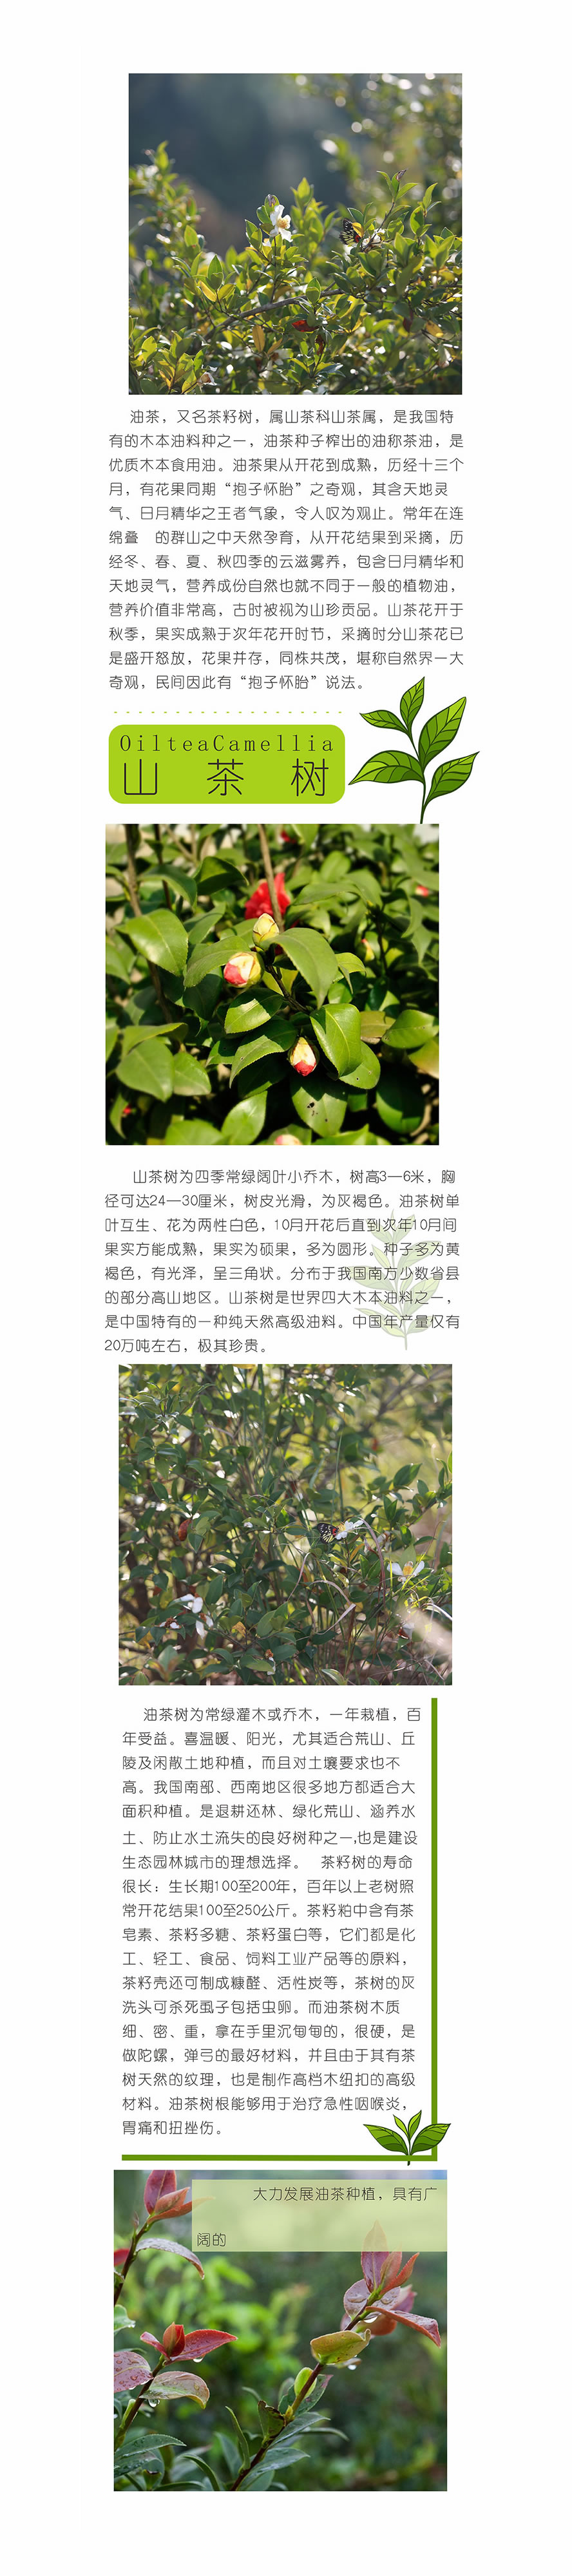 油茶，又名茶籽树，属山茶科山茶属，是我国特
有的木本油料种之一，油茶种子榨出的油称茶油，是
优质木本食用油。油茶果从开花到成熟，历经十三个
月，有花果同期“抱子怀胎”之奇观，其含天地灵
气、日月精华之王者气象，令人叹为观止。常年在连
绵叠　的群山之中天然孕育，从开花结果到采摘，历
经冬、春、夏、秋四季的云滋雾养，包含日月精华和
天地灵气，营养成份自然也就不同于一般的植物油，
营养价值非常高，古时被视为山珍贡品。山茶花开于
秋季，果实成熟于次年花开时节，采摘时分山茶花已
是盛开怒放，花果并存，同株共茂，堪称自然界一大
奇观，民间因此有“抱子怀胎”说法。
OilteaCamellia
山 茶 树
山茶树为四季常绿阔叶小乔木，树高3—6米，胸
径可达24—30厘米，树皮光滑，为灰褐色。油茶树单
叶互生、花为两性白色，10月开花后直到次年10月间
果实方能成熟，果实为硕果，多为圆形。种子多为黄
褐色，有光泽，呈三角状。分布于我国南方少数省县
的部分高山地区。山茶树是世界四大木本油料之一，
是中国特有的一种纯天然高级油料。中国年产量仅有
20万吨左右，极其珍贵。
油茶树为常绿灌木或乔木，一年栽植，百
年受益。喜温暖、阳光，尤其适合荒山、丘
陵及闲散土地种植，而且对土壤要求也不
高。我国南部、西南地区很多地方都适合大
面积种植。是退耕还林、绿化荒山、涵养水
土、防止水土流失的良好树种之一,也是建设
生态园林城市的理想选择。　茶籽树的寿命
很长：生长期100至200年，百年以上老树照
常开花结果100至250公斤。茶籽粕中含有茶
皂素、茶籽多糖、茶籽蛋白等，它们都是化
工、轻工、食品、饲料工业产品等的原料，
茶籽壳还可制成糠醛、活性炭等，茶树的灰
洗头可杀死虱子包括虫卵。而油茶树木质
细、密、重，拿在手里沉甸甸的，很硬，是
做陀螺，弹弓的最好材料，并且由于其有茶
树天然的纹理，也是制作高档木纽扣的高级
材料。油茶树根能够用于治疗急性咽喉炎，
胃痛和扭挫伤。
大力发展油茶种植，具有广
阔的